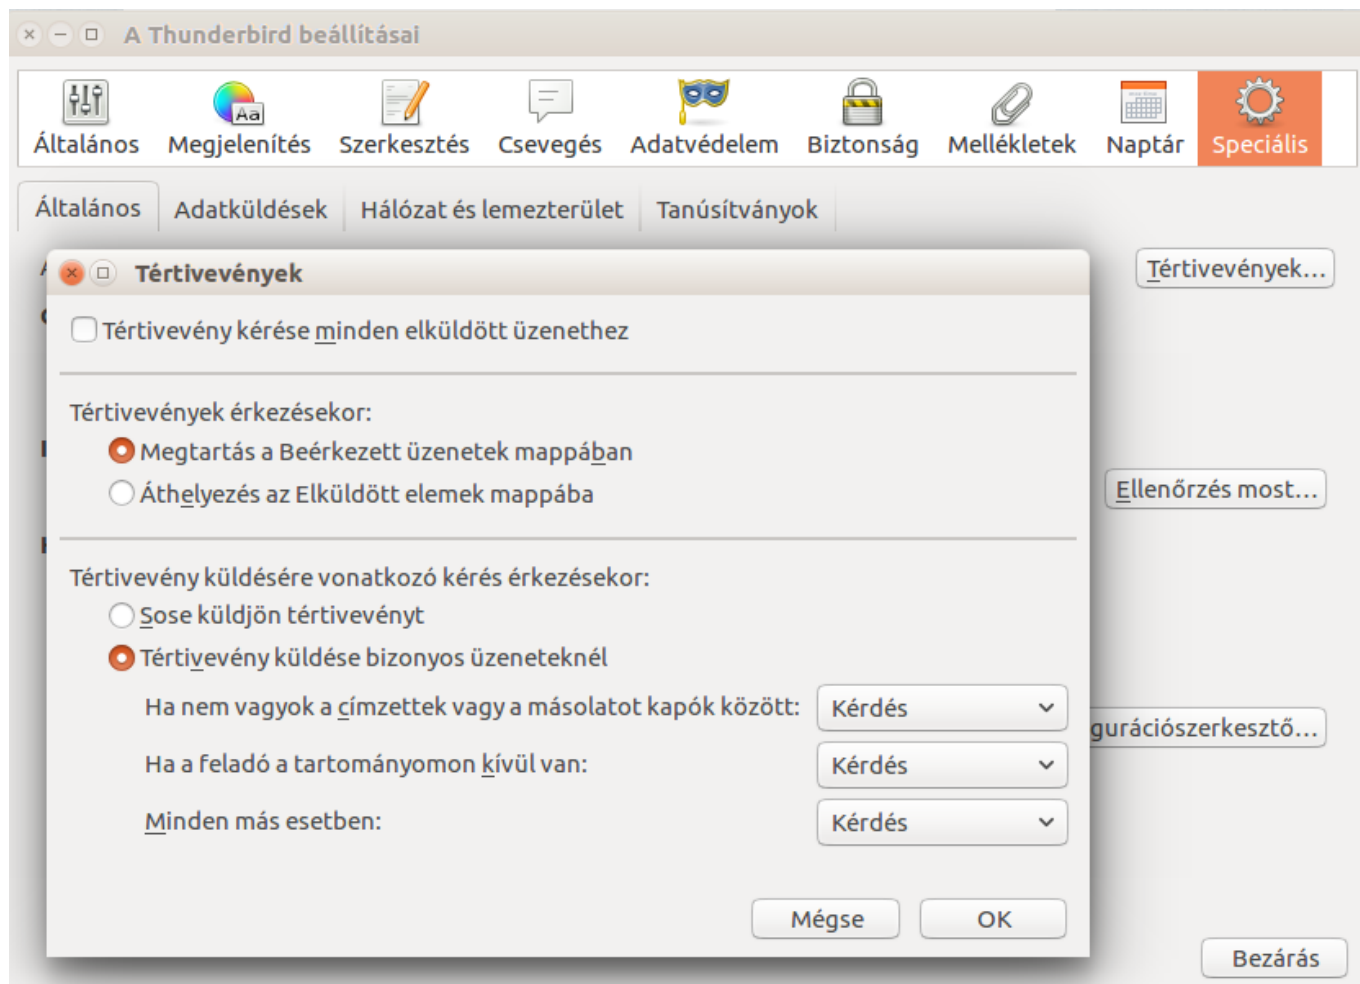 A Thunderbird beállításai
Általános Megjelenítés Szerkesztés Csevegés Adatvédelem Biztonság Mellékletek Naptár Speciális
Általános Adatküldések Hálózat és lemezterület Tanúsítványok
Tértivevények...
Tértivevények
Tértivevény kérése minden elküldött üzenethez
Tértivevények érkezésekor:
Megtartás a Beérkezett üzenetek mappában
Áthelyezés az Elküldött elemek mappába
Ellenőrzés most...
Tértivevény küldésére vonatkozó kérés érkezésekor:
Sose küldjön tértivevényt
Tértivevény küldése bizonyos üzeneteknél
Ha nem vagyok a címzettek vagy a másolatot kapók között: Kérdés
gurációszerkesztő...
Ha a feladó a tartományomon kívül van: Kérdés
Minden más esetben: Kérdés
Mégse OK
Bezárás